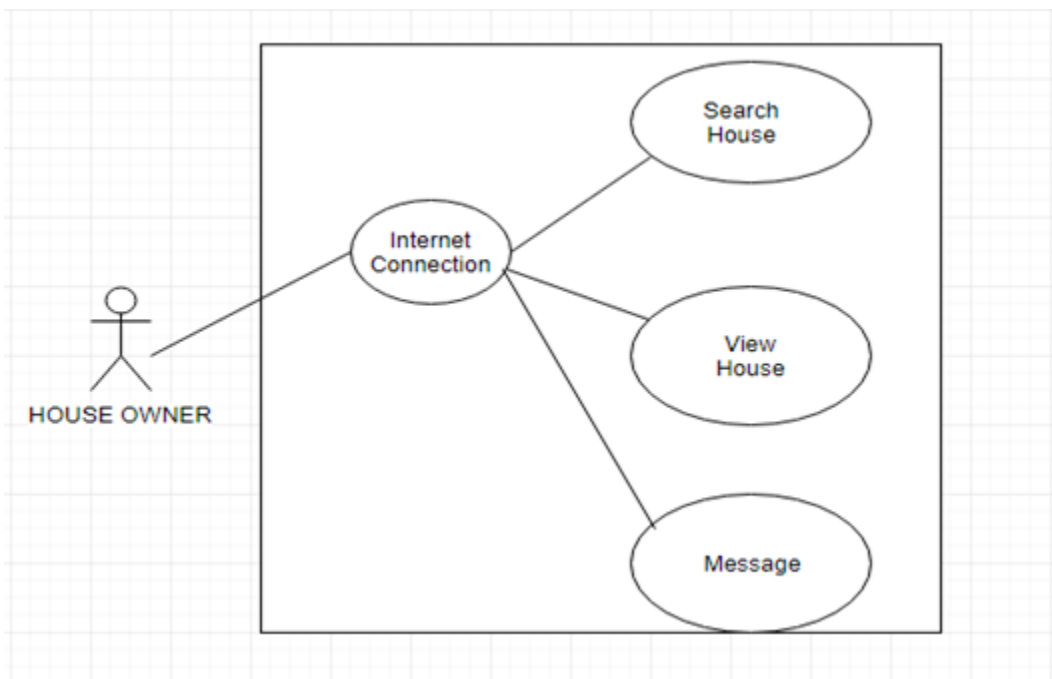 Search
House
Internet
Connection
View
House
HOUSE OWNER
Message